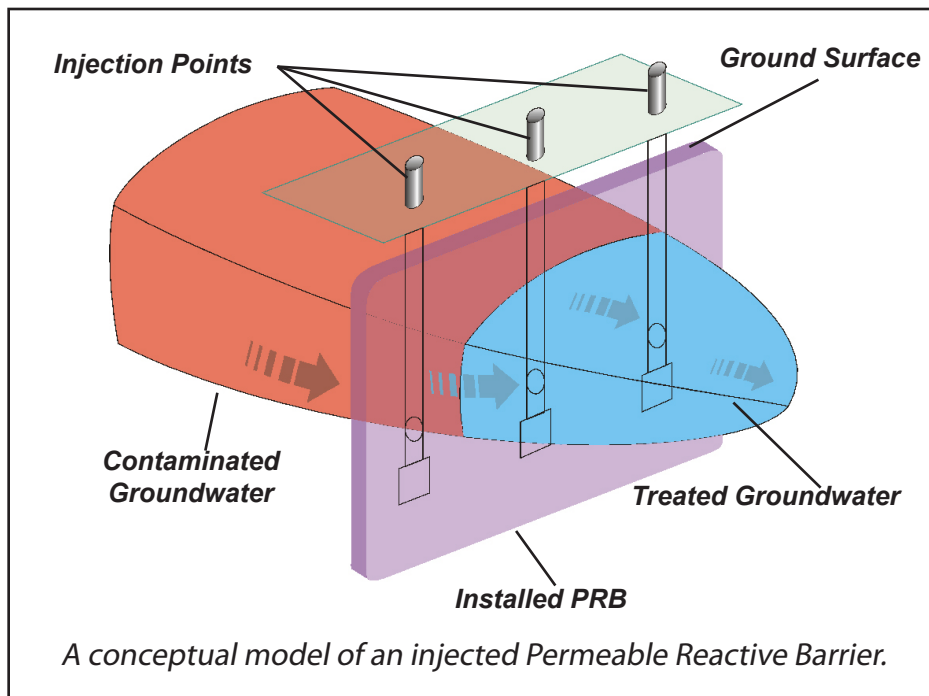 Injection Points
Ground Surface
Contaminated
Groundwater
Treated Groundwater
Installed PRB
A conceptual model of an injected Permeable Reactive Barrier.